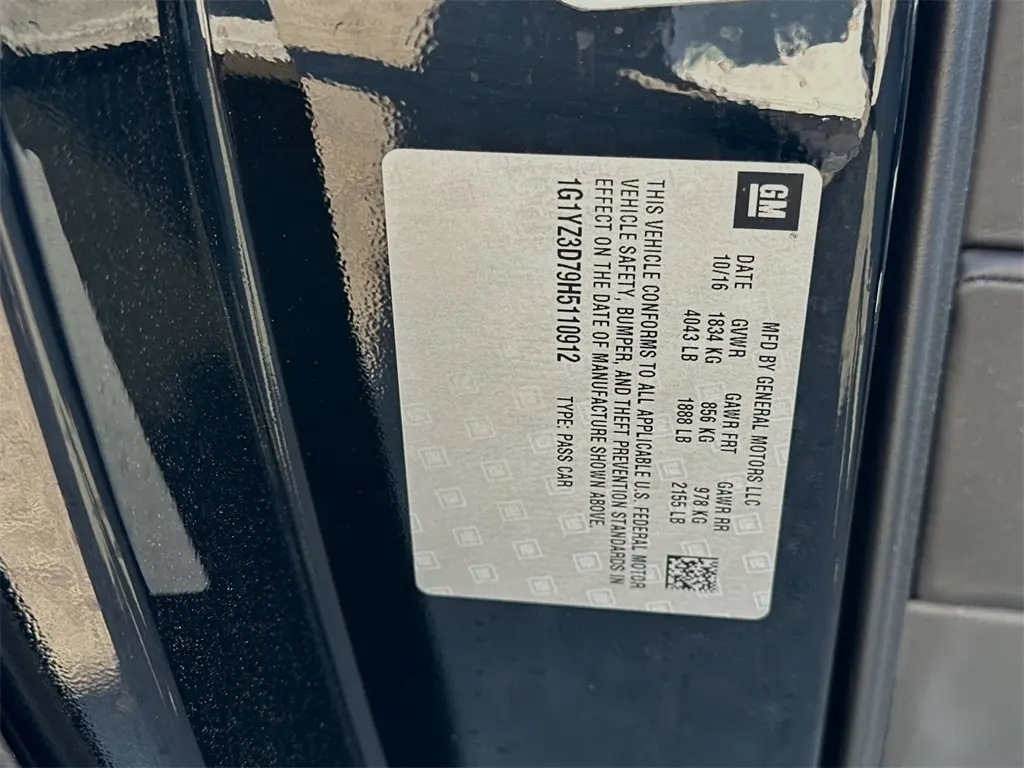 GM
MFD BY GENERAL MOTORS LLC
DATE GVWR GAWR FRT GAWR RR
10/16 1834 KG 856 KG 978 KG
4043 LB 1888 LB 2155 LB
THIS VEHICLE CONFORMS TO ALL APPLICABLE U.S. FEDERAL MOTOR
VEHICLE SAFETY, BUMPER, AND THEFT PREVENTION STANDARDS IN
EFFECT ON THE DATE OF MANUFACTURE SHOWN ABOVE.
1G1YZ3D79H5110912 TYPE: PASS CAR